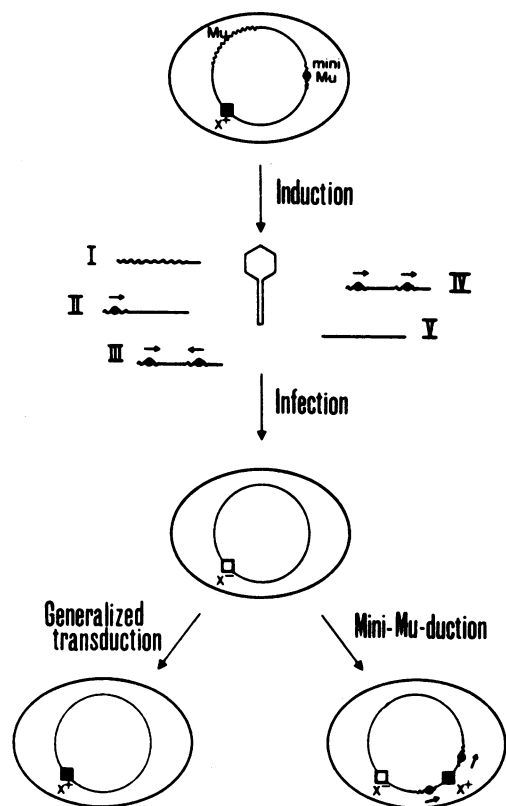 Mu
mini
Mu
X+
Induction
I
II
III
IV
V
Infection
X−
Generalized
transduction
Mini-Mu-duction
X+
X−
X+